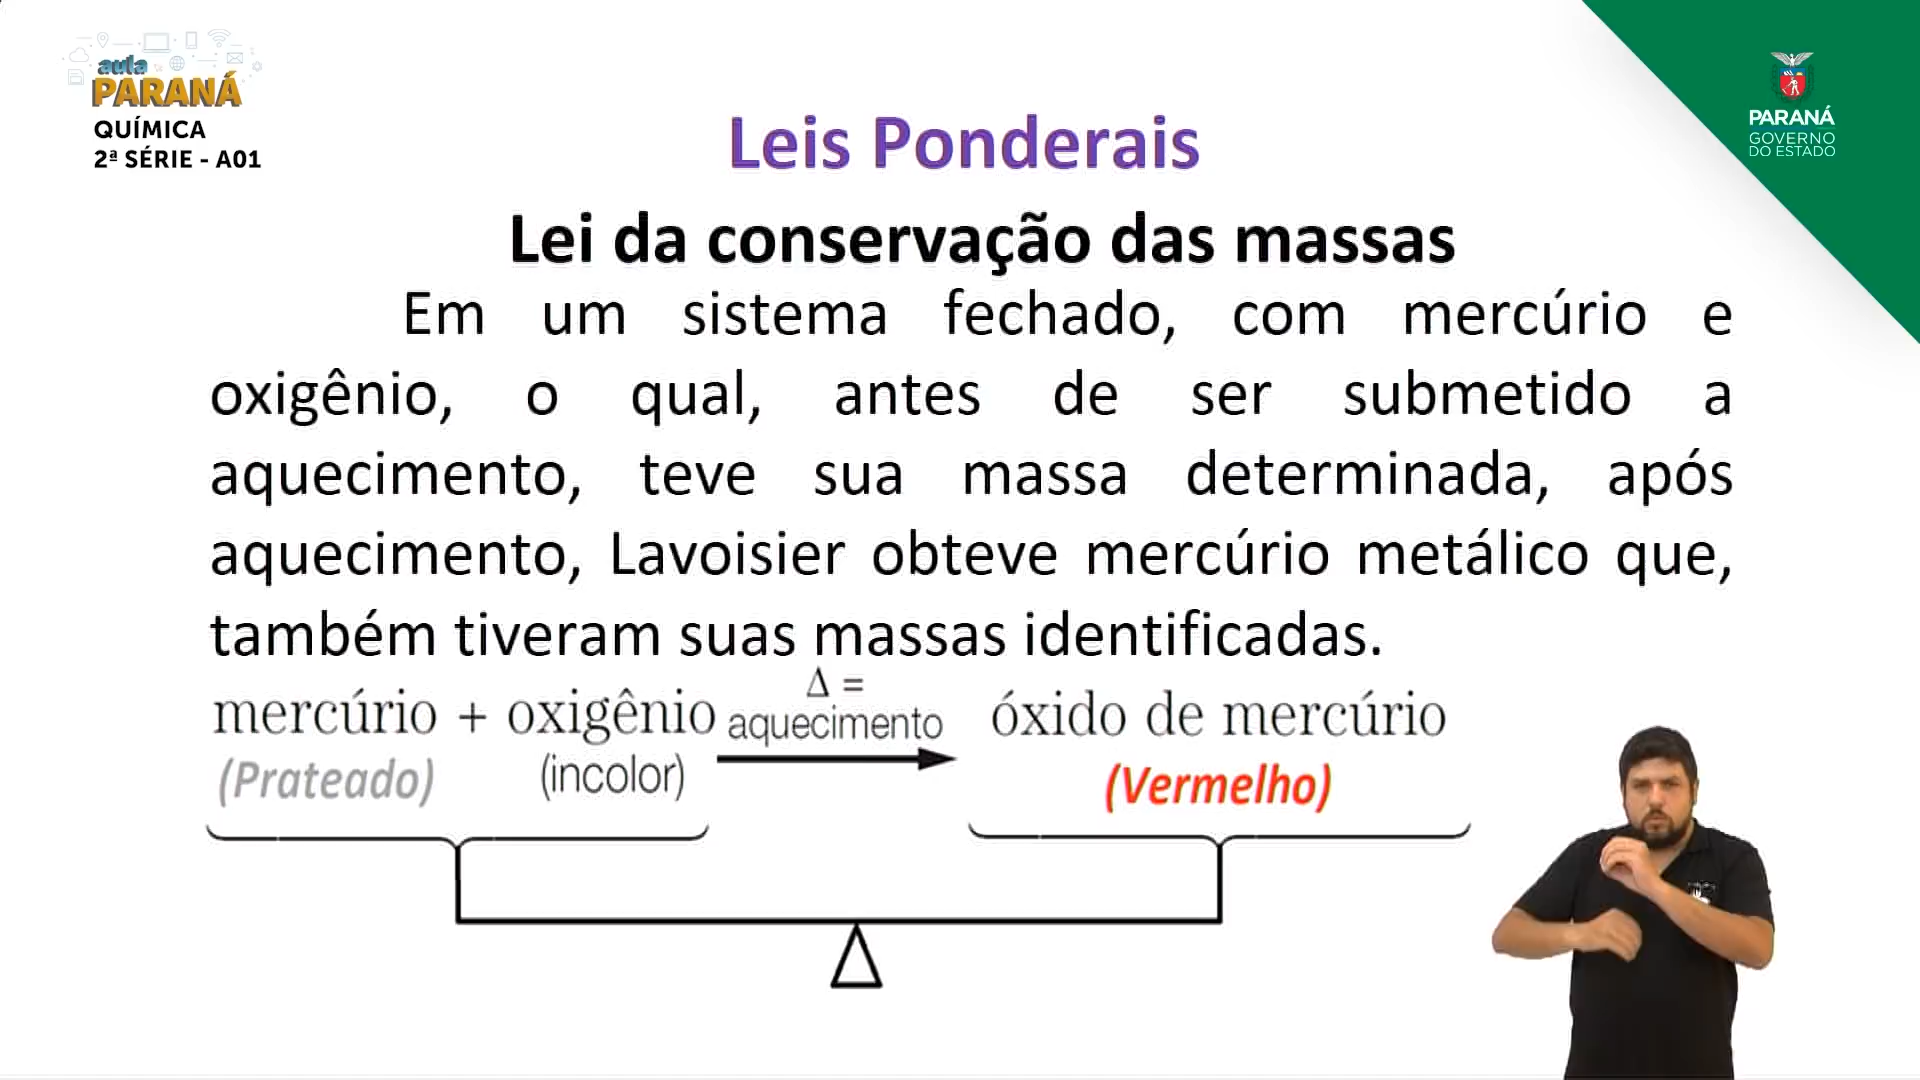 aula
PARANÁ
QUÍMICA
2ª SÉRIE - A01
PARANÁ
GOVERNO
DO ESTADO
Leis Ponderais
Lei da conservação das massas
Em um sistema fechado, com mercúrio e
oxigênio, o qual, antes de ser submetido a
aquecimento, teve sua massa determinada, após
aquecimento, Lavoisier obteve mercúrio metálico que,
também tiveram suas massas identificadas.
mercúrio + oxigênio Δ = aquecimento óxido de mercúrio
(Prateado) (incolor) (Vermelho)